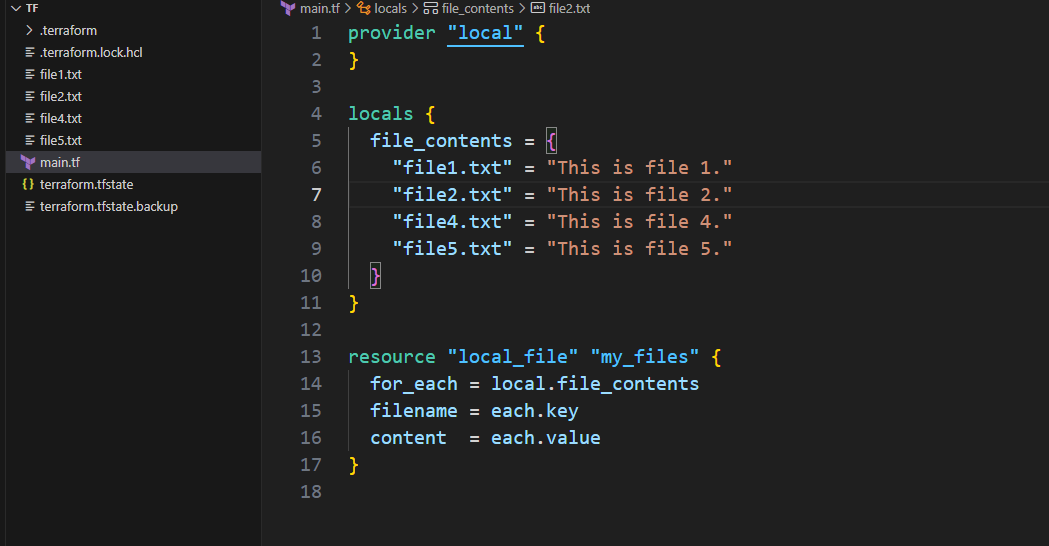 TF
.terraform
.terraform.lock.hcl
file1.txt
file2.txt
file4.txt
file5.txt
main.tf
terraform.tfstate
terraform.tfstate.backup
main.tf > locals > file_contents > abc file2.txt
1 provider "local" {
2 }
3
4 locals {
5   file_contents = {
6     "file1.txt" = "This is file 1."
7     "file2.txt" = "This is file 2."
8     "file4.txt" = "This is file 4."
9     "file5.txt" = "This is file 5."
10   }
11 }
12
13 resource "local_file" "my_files" {
14   for_each = local.file_contents
15   filename = each.key
16   content  = each.value
17 }
18